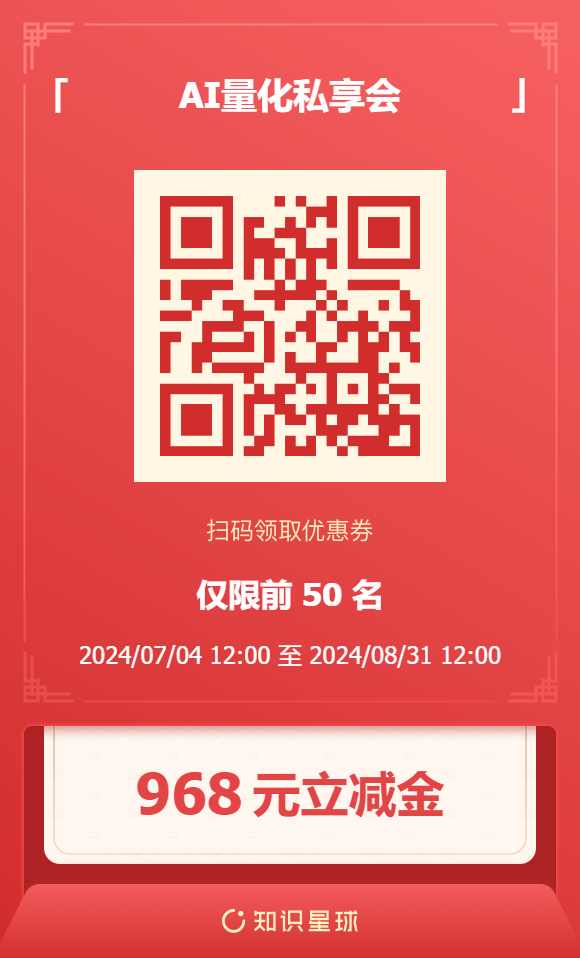 「 AI量化私享会 」
扫码领取优惠券
仅限前 50 名
2024/07/04 12:00 至 2024/08/31 12:00
968 元立减金
知识星球